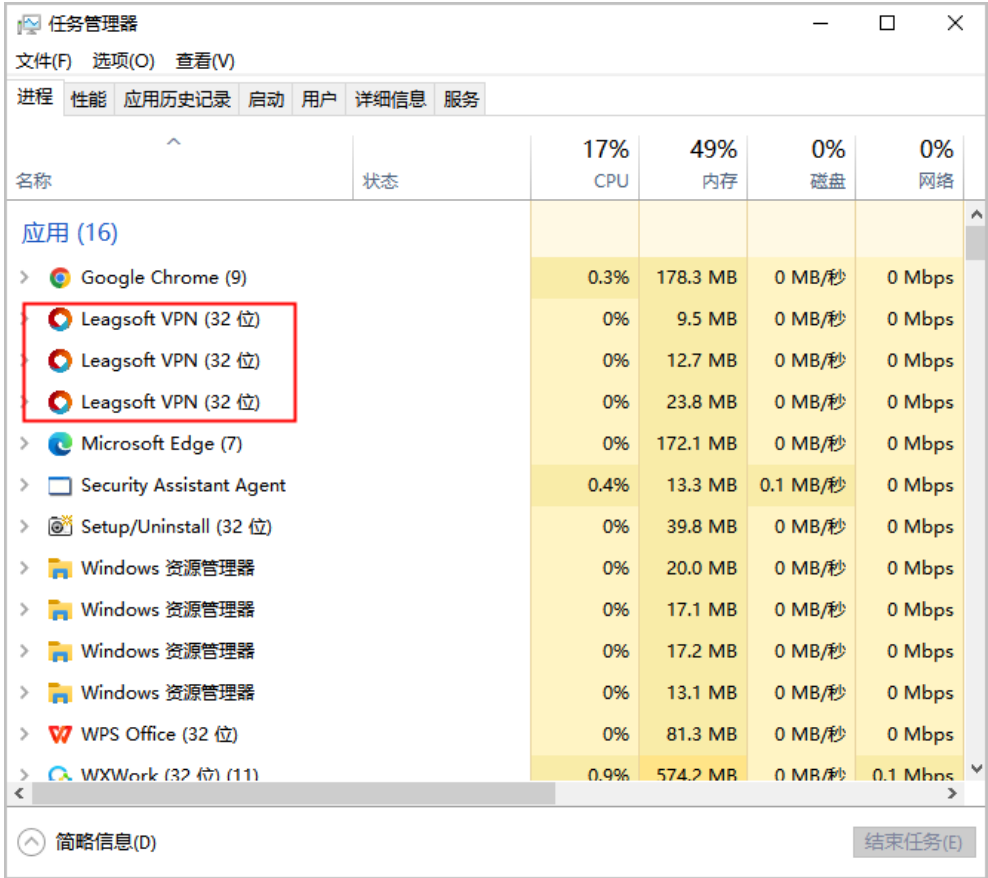 任务管理器
文件(F) 选项(O) 查看(V)
进程 性能 应用历史记录 启动 用户 详细信息 服务
17% 49% 0% 0%
名称 状态 CPU 内存 磁盘 网络
应用 (16)
Google Chrome (9) 0.3% 178.3 MB 0 MB/秒 0 Mbps
Leagsoft VPN (32 位) 0% 9.5 MB 0 MB/秒 0 Mbps
Leagsoft VPN (32 位) 0% 12.7 MB 0 MB/秒 0 Mbps
Leagsoft VPN (32 位) 0% 23.8 MB 0 MB/秒 0 Mbps
Microsoft Edge (7) 0% 172.1 MB 0 MB/秒 0 Mbps
Security Assistant Agent 0.4% 13.3 MB 0.1 MB/秒 0 Mbps
Setup/Uninstall (32 位) 0% 39.8 MB 0 MB/秒 0 Mbps
Windows 资源管理器 0% 20.0 MB 0 MB/秒 0 Mbps
Windows 资源管理器 0% 17.1 MB 0 MB/秒 0 Mbps
Windows 资源管理器 0% 17.2 MB 0 MB/秒 0 Mbps
Windows 资源管理器 0% 13.1 MB 0 MB/秒 0 Mbps
WPS Office (32 位) 0% 81.3 MB 0 MB/秒 0 Mbps
WXWork (32 位) (11) 0.9% 574.2 MB 0 MB/秒 0.1 Mbps
简略信息(D) 结束任务(E)